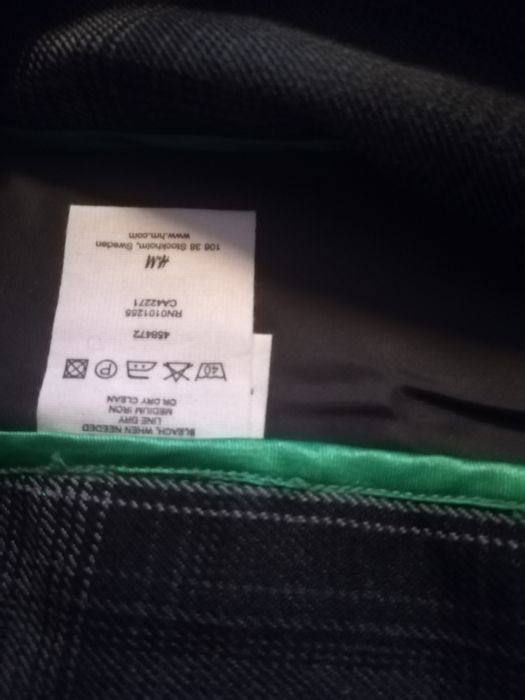 BLEACH, WHEN NEEDED
LINE DRY
MEDIUM IRON
OR DRY CLEAN
40 P
458472
RN0101255
CA42271
H&M
106 38 Stockholm, Sweden
www.hm.com